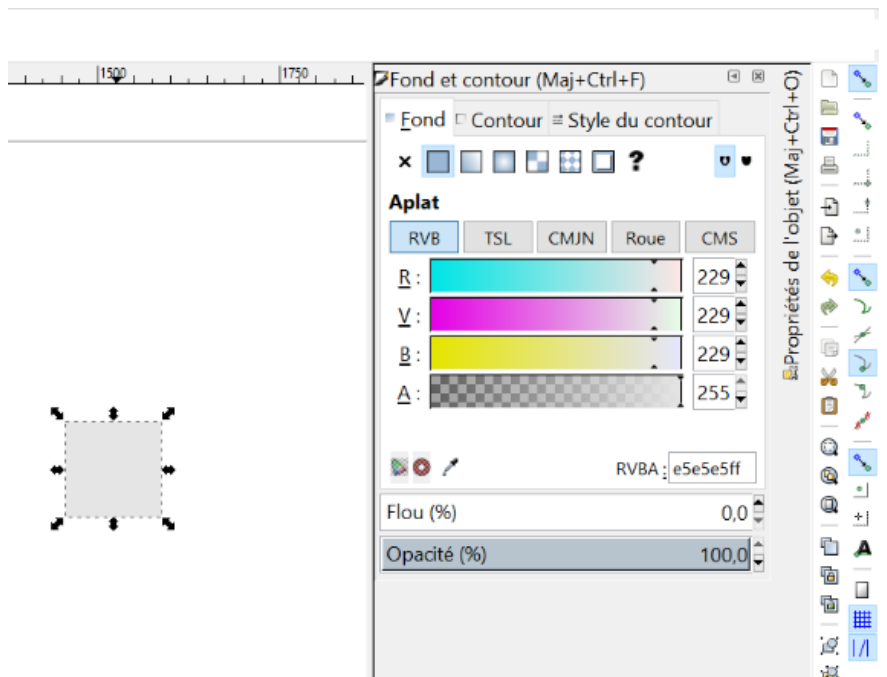 1500 1750
Fond et contour (Maj+Ctrl+F)
Fond Contour Style du contour
?
Aplat
RVB TSL CMJN Roue CMS
R : 229
V : 229
B : 229
A : 255
RVBA : e5e5e5ff
Flou (%) 0,0
Opacité (%) 100,0
Propriétés de l'objet (Maj+Ctrl+O)
A